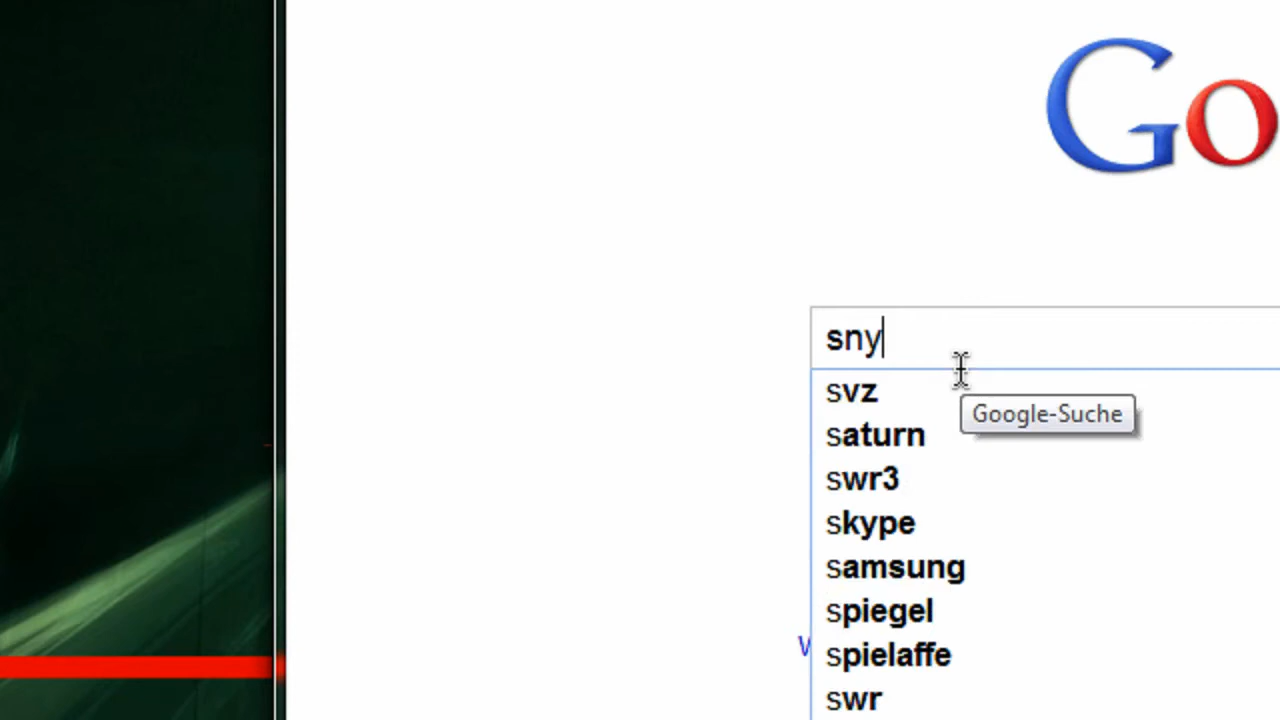 Go
sny
svz
Google-Suche
saturn
swr3
skype
samsung
spiegel
spielaffe
swr